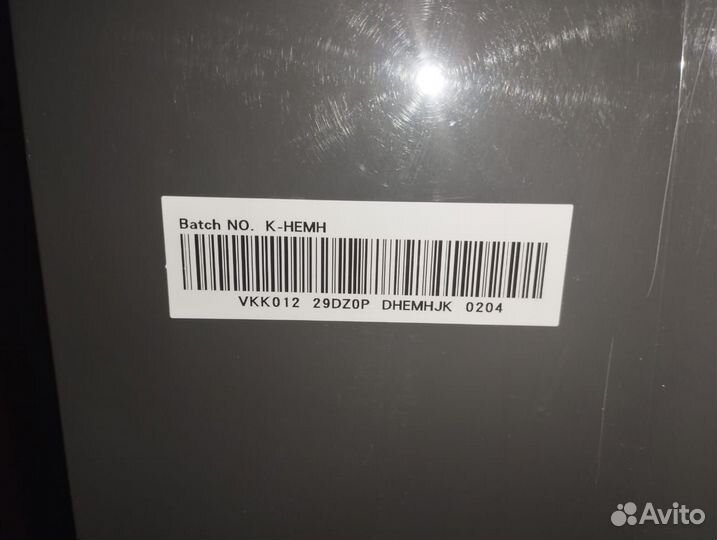 Batch NO. K-HEMH
VKK012 29DZ0P DHEMHJK 0204
Avito